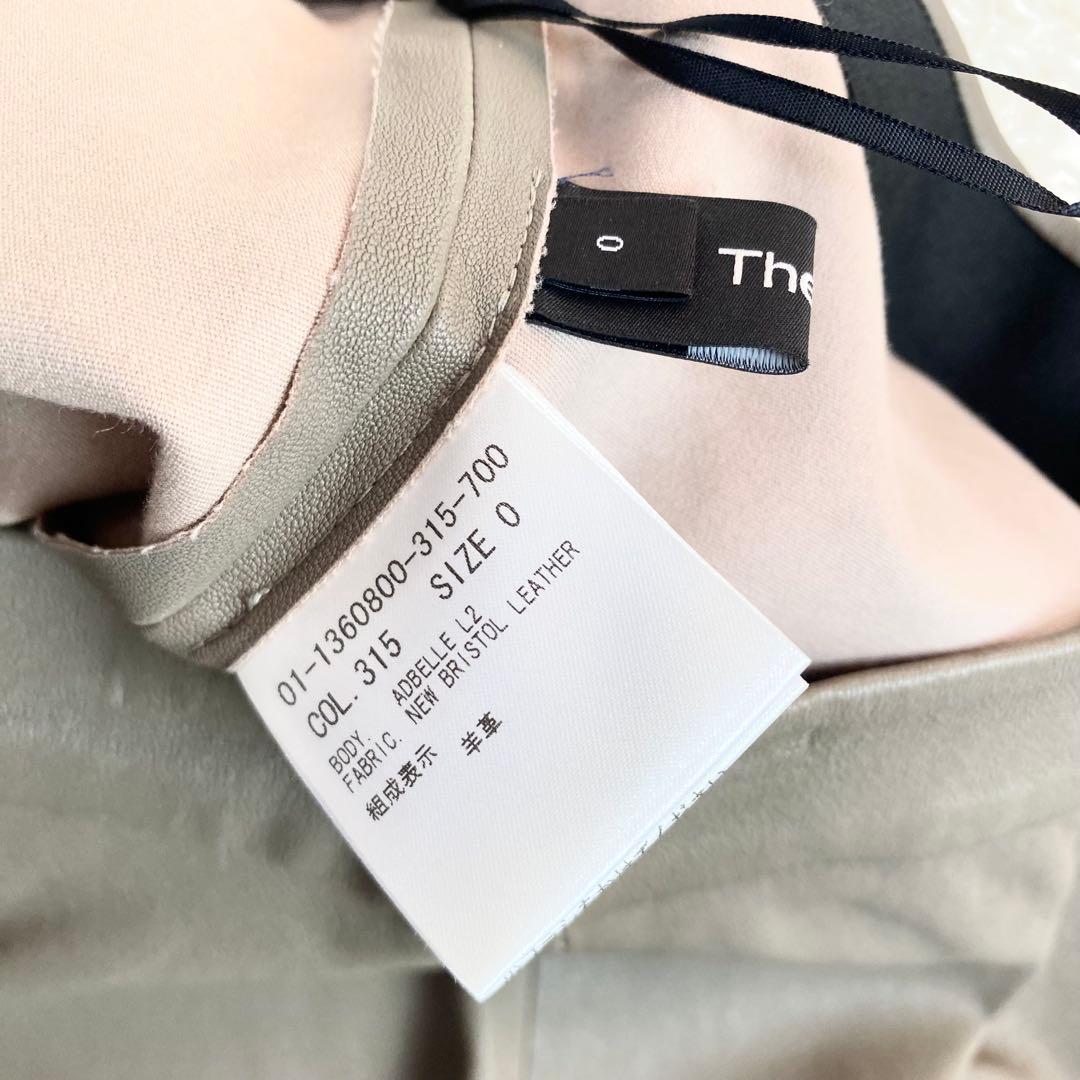 0
The
01-1360800-315-700
COL. 315 SIZE 0
BODY. ADBELLE L2
FABRIC. NEW BRISTOL LEATHER
組成表示 羊革